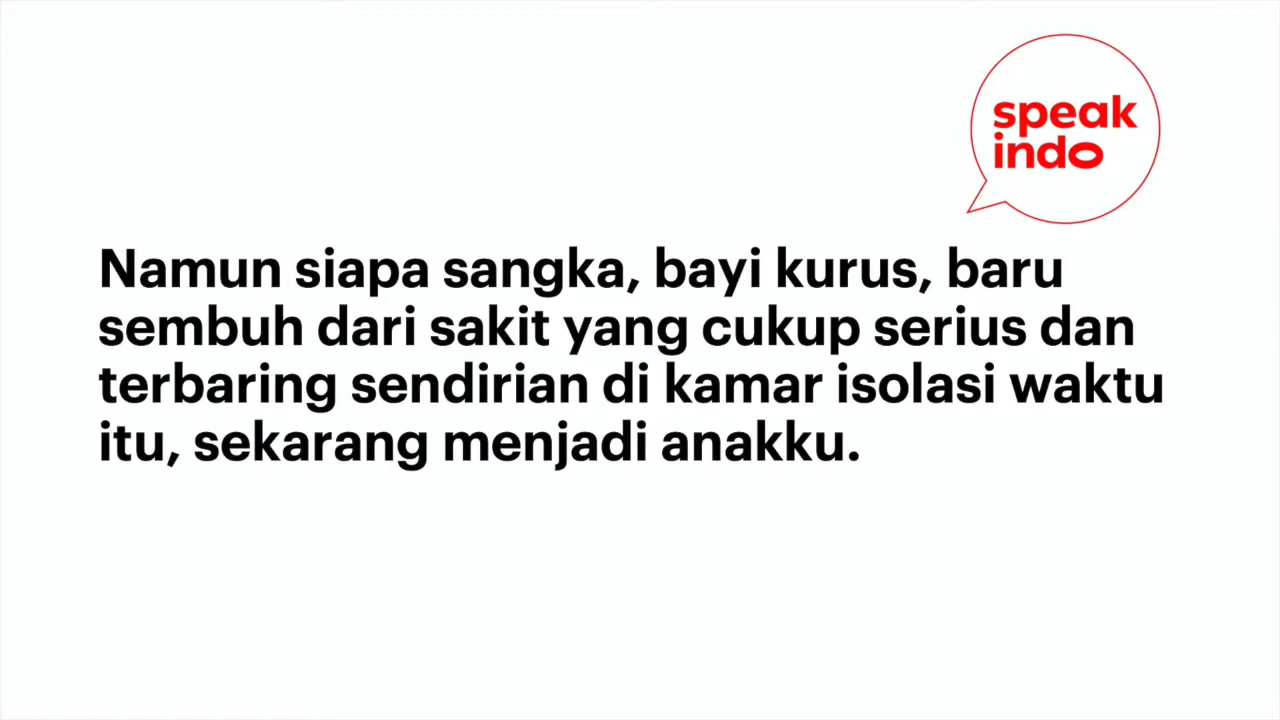 speak
indo
Namun siapa sangka, bayi kurus, baru
sembuh dari sakit yang cukup serius dan
terbaring sendirian di kamar isolasi waktu
itu, sekarang menjadi anakku.